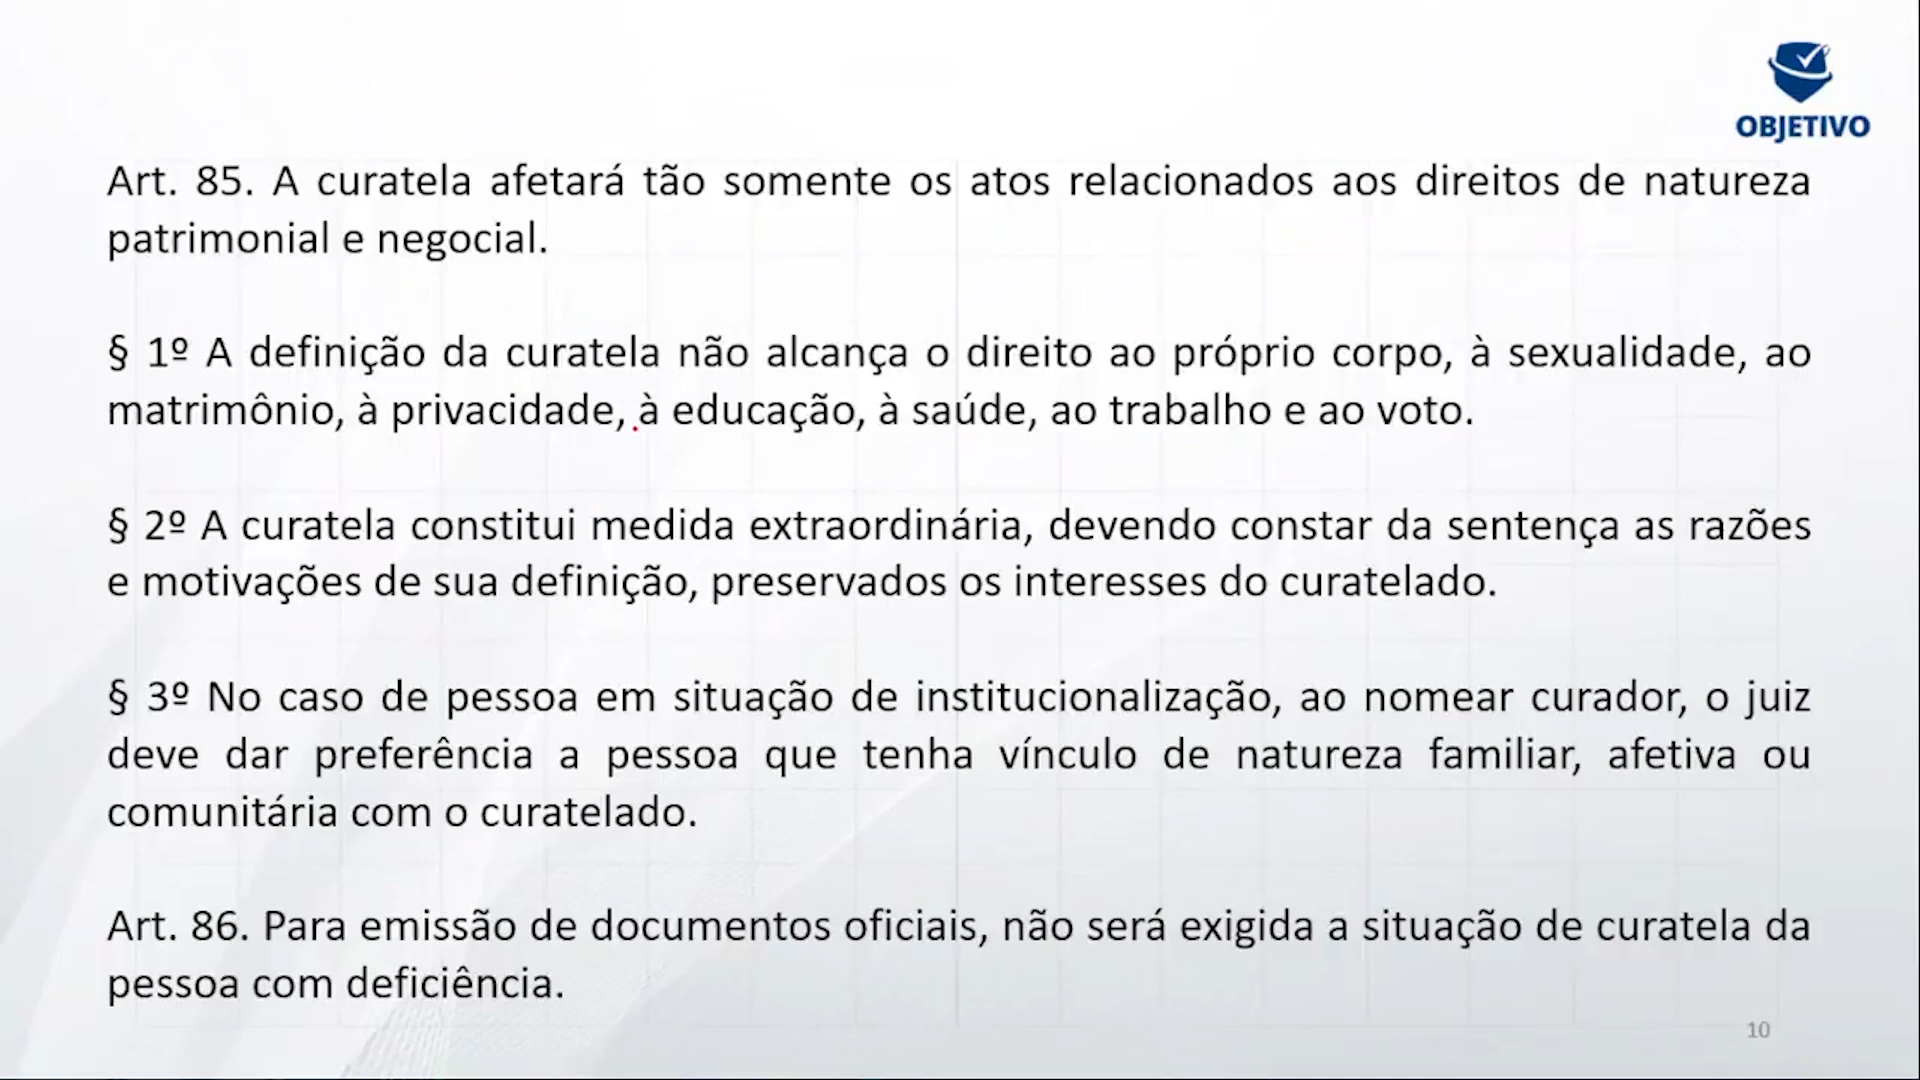 OBJETIVO
Art. 85. A curatela afetará tão somente os atos relacionados aos direitos de natureza
patrimonial e negocial.
§ 1º A definição da curatela não alcança o direito ao próprio corpo, à sexualidade, ao
matrimônio, à privacidade, à educação, à saúde, ao trabalho e ao voto.
§ 2º A curatela constitui medida extraordinária, devendo constar da sentença as razões
e motivações de sua definição, preservados os interesses do curatelado.
§ 3º No caso de pessoa em situação de institucionalização, ao nomear curador, o juiz
deve dar preferência a pessoa que tenha vínculo de natureza familiar, afetiva ou
comunitária com o curatelado.
Art. 86. Para emissão de documentos oficiais, não será exigida a situação de curatela da
pessoa com deficiência.
10